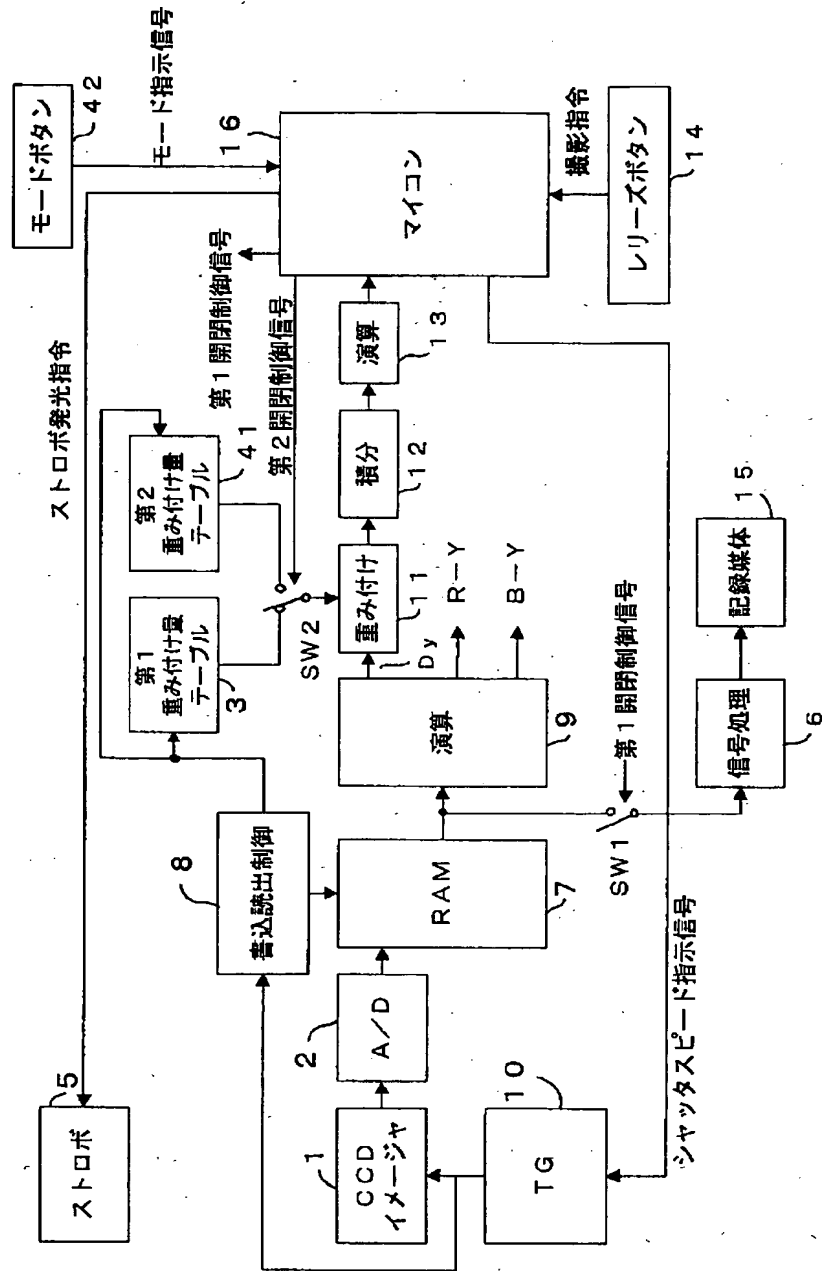 ストロボ
5
ストロボ発光指令
モードボタン
42
モード指示信号
書込読出制御
8
第1
重み付け量
テーブル
3
第2
重み付け量
テーブル
41
第1開閉制御信号
第2開閉制御信号
SW2
マイコン
16
CCD
イメージャ
1
A/D
2
RAM
7
演算
9
Dy
R-Y
B-Y
重み付け
11
積分
12
演算
13
撮影指令
レリーズボタン
14
TG
10
シャッタスピード指示信号
SW1
第1開閉制御信号
信号処理
6
記録媒体
15